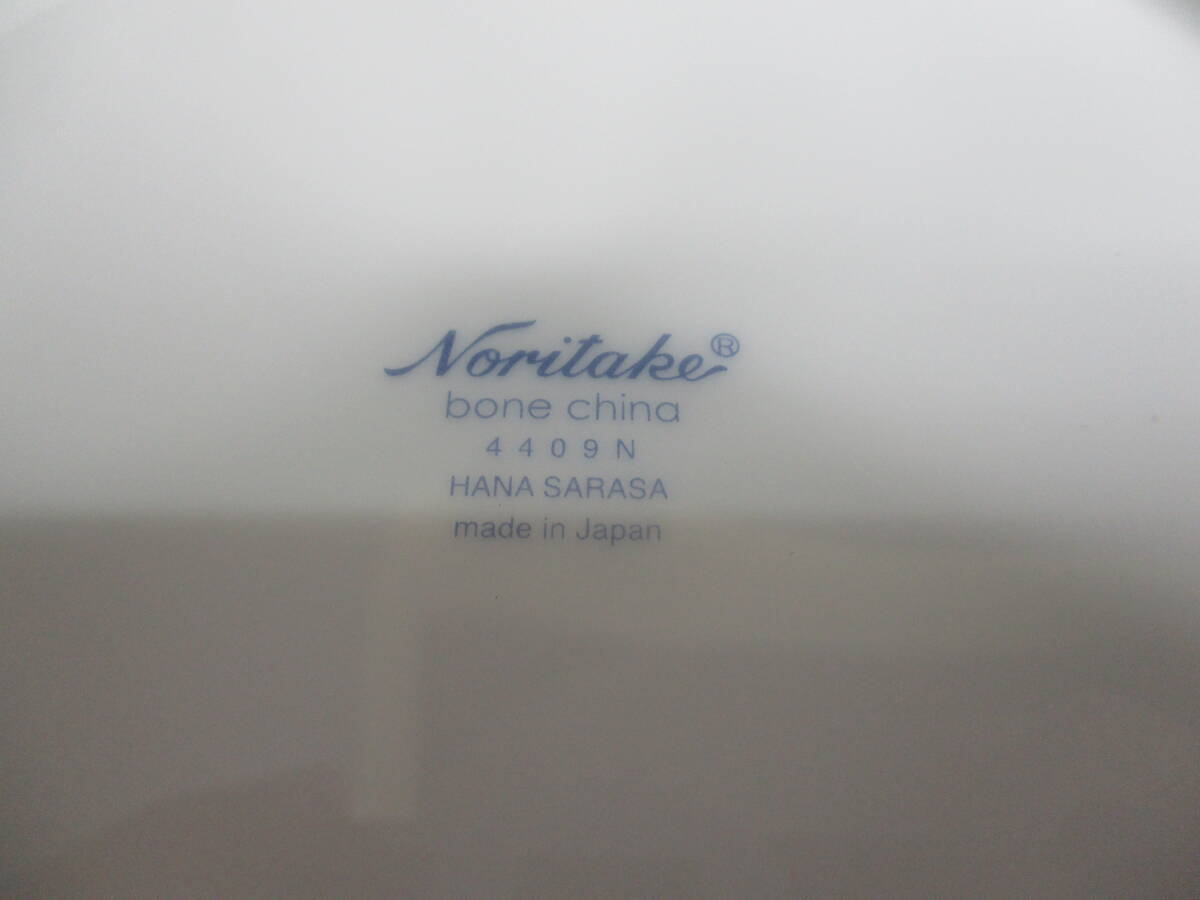 Noritake®
bone china
4409N
HANA SARASA
made in Japan